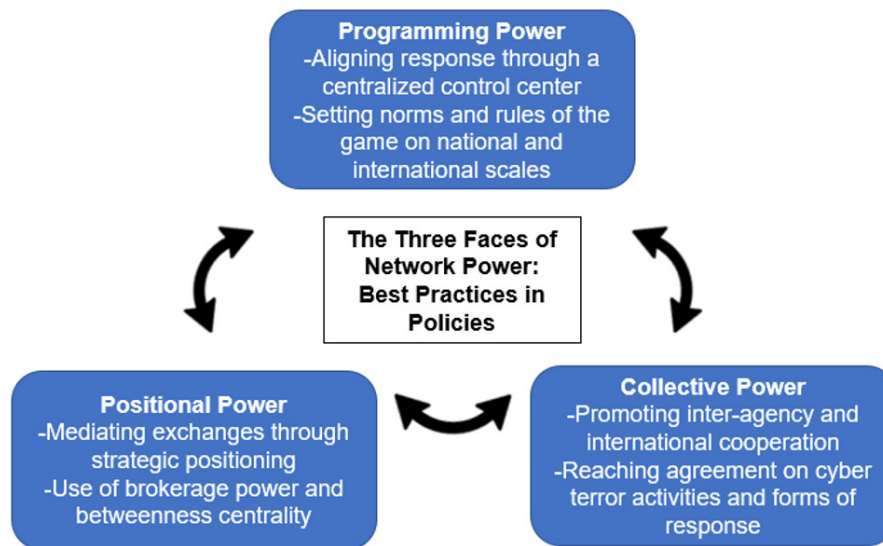 Programming Power
-Aligning response through a
centralized control center
-Setting norms and rules of the
game on national and
international scales
The Three Faces of
Network Power:
Best Practices in
Policies
Positional Power
-Mediating exchanges through
strategic positioning
-Use of brokerage power and
betweenness centrality
Collective Power
-Promoting inter-agency and
international cooperation
-Reaching agreement on cyber
terror activities and forms of
response